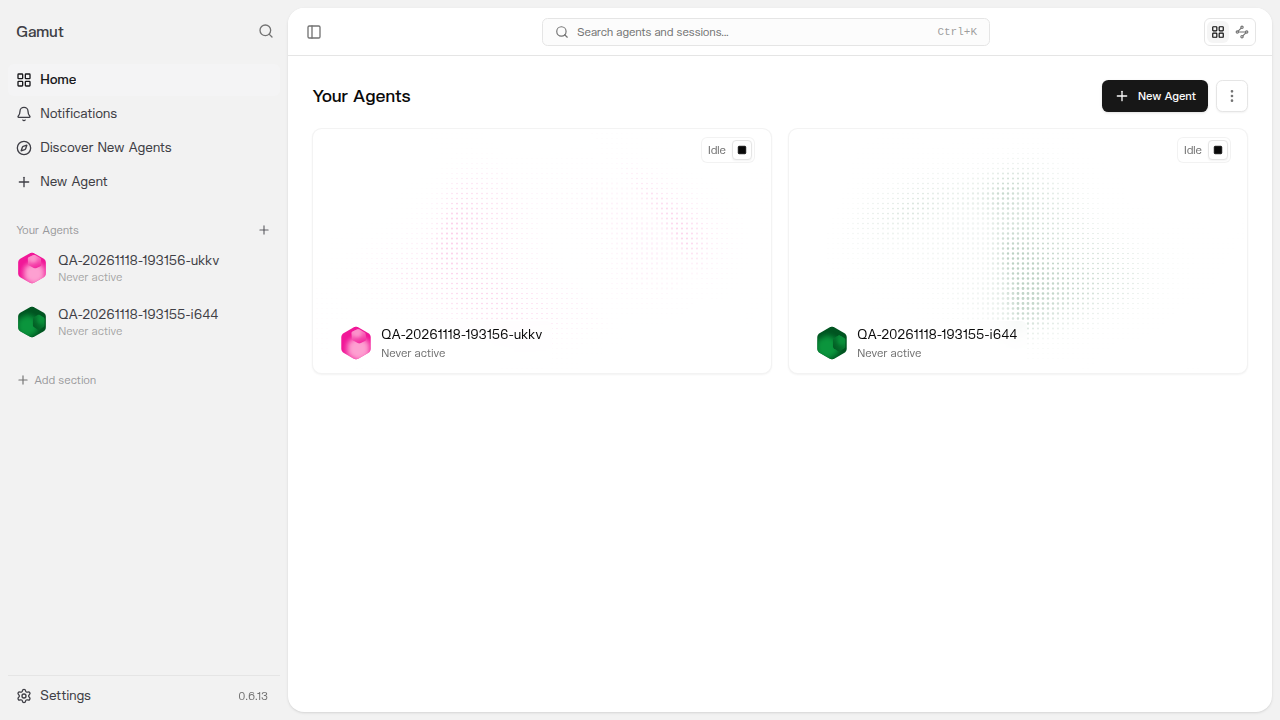 Gamut
Search agents and sessions…
Ctrl+K
Home
Notifications
Discover New Agents
New Agent
Your Agents
QA-20261118-193156-ukkv
Never active
QA-20261118-193155-i644
Never active
Add section
Settings
0.6.13
Your Agents
New Agent
Idle
QA-20261118-193156-ukkv
Never active
Idle
QA-20261118-193155-i644
Never active